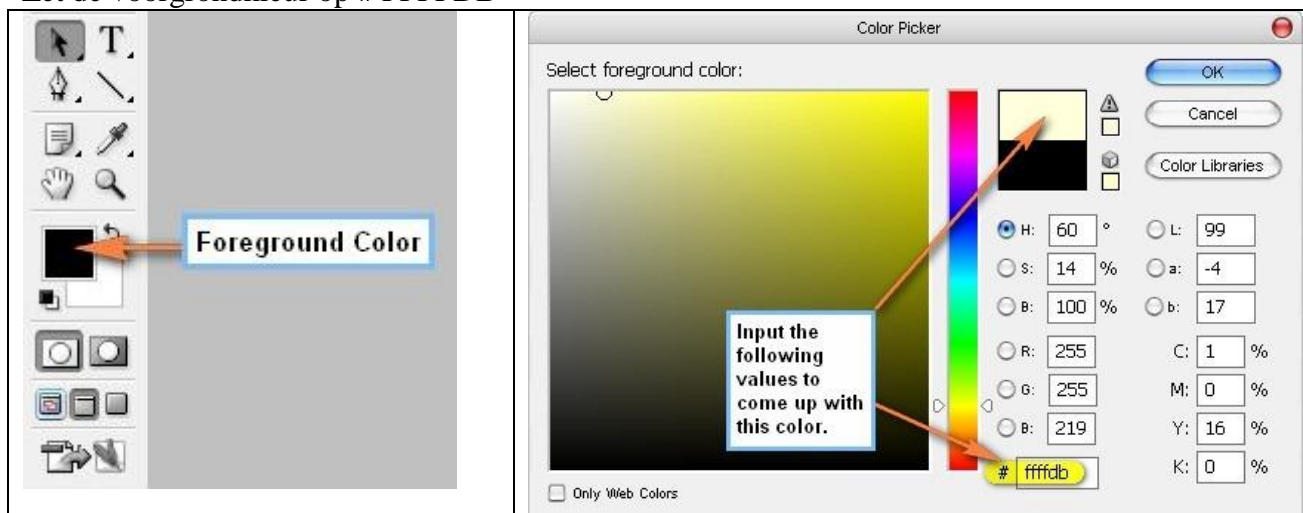 T
Foreground Color
Color Picker
Select foreground color:
OK
Cancel
Color Libraries
H: 60 °
S: 14 %
B: 100 %
R: 255
G: 255
B: 219
# ffffdb
L: 99
a: -4
b: 17
C: 1 %
M: 0 %
Y: 16 %
K: 0 %
Input the
following
values to
come up with
this color.
Only Web Colors